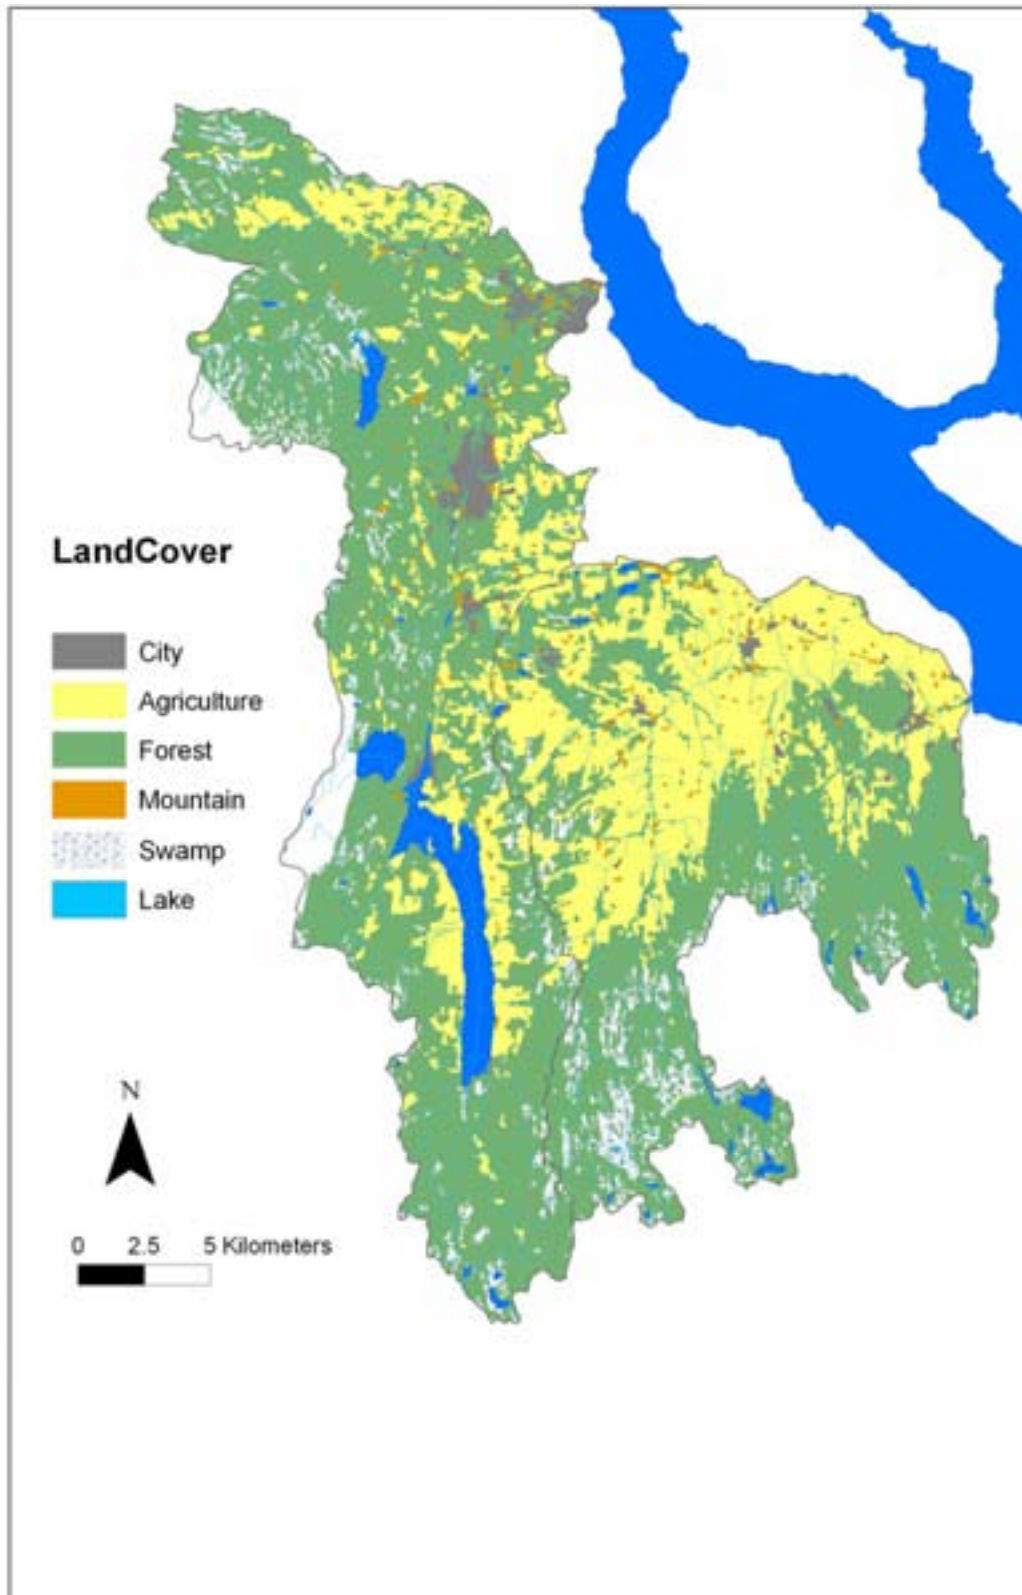 LandCover
City
Agriculture
Forest
Mountain
Swamp
Lake
N
0 2.5 5 Kilometers